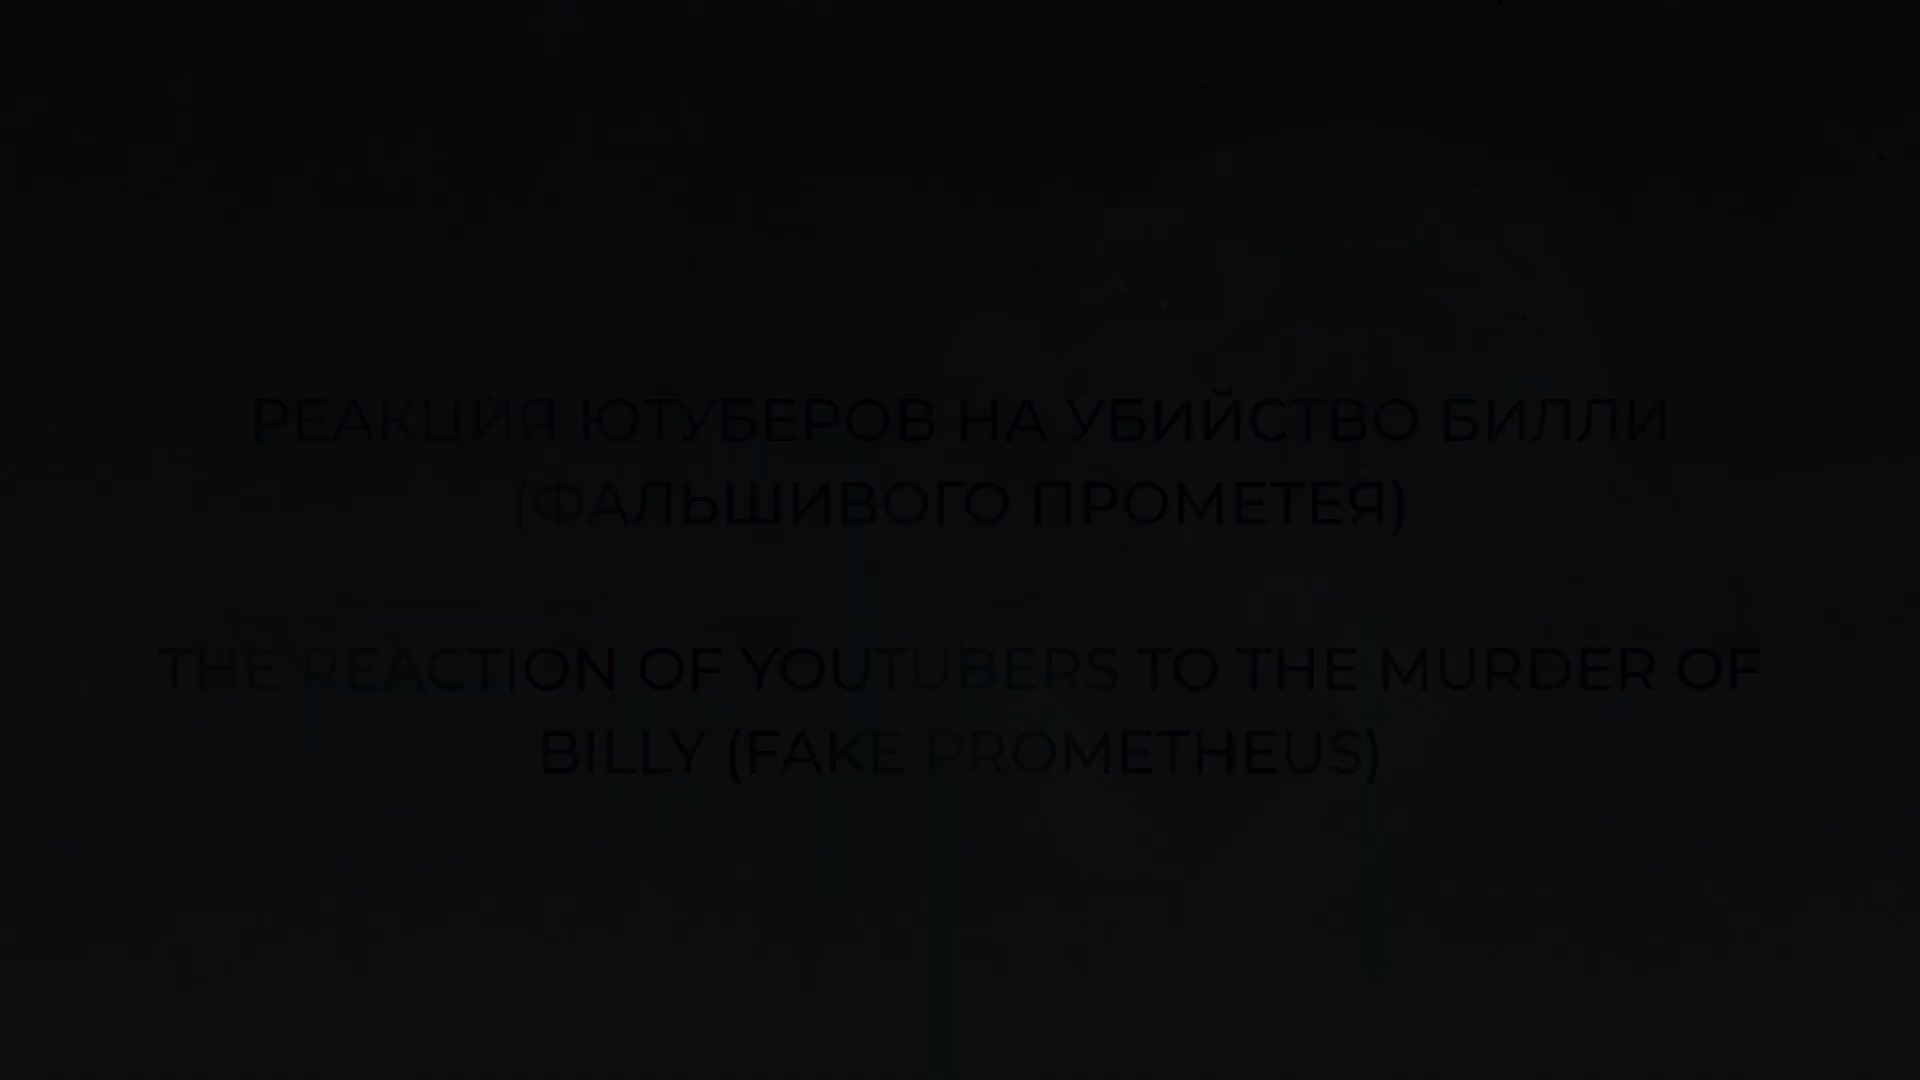 РЕАКЦИЯ ЮТУБЕРОВ НА УБИЙСТВО БИЛЛИ
(ФАЛЬШИВОГО ПРОМЕТЕЯ)
THE REACTION OF YOUTUBERS TO THE MURDER OF
BILLY (FAKE PROMETHEUS)